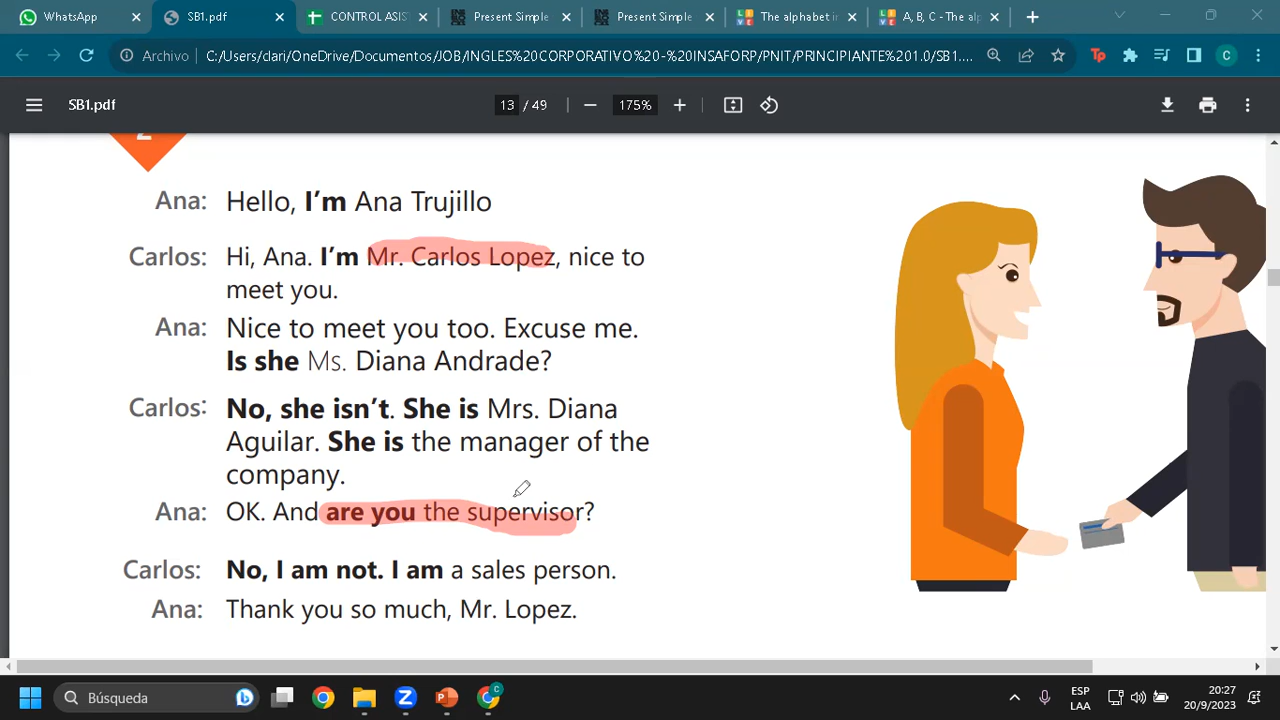 WhatsApp
SB1.pdf
CONTROL ASIS
Present Simple
Present Simple
The alphabet in
A, B, C - The alp
Archivo
C:/Users/clari/OneDrive/Documentos/JOB/INGLES%20CORPORATIVO%20-%20INSAFORP/PNIT/PRINCIPIANTE%201.0/SB1....
C
SB1.pdf
13 / 49
175%
Ana: Hello, I'm Ana Trujillo
Carlos: Hi, Ana. I'm Mr. Carlos Lopez, nice to
meet you.
Ana: Nice to meet you too. Excuse me.
Is she Ms. Diana Andrade?
Carlos: No, she isn't. She is Mrs. Diana
Aguilar. She is the manager of the
company.
Ana: OK. And are you the supervisor?
Carlos: No, I am not. I am a sales person.
Ana: Thank you so much, Mr. Lopez.
Búsqueda
ESP
LAA
20:27
20/9/2023